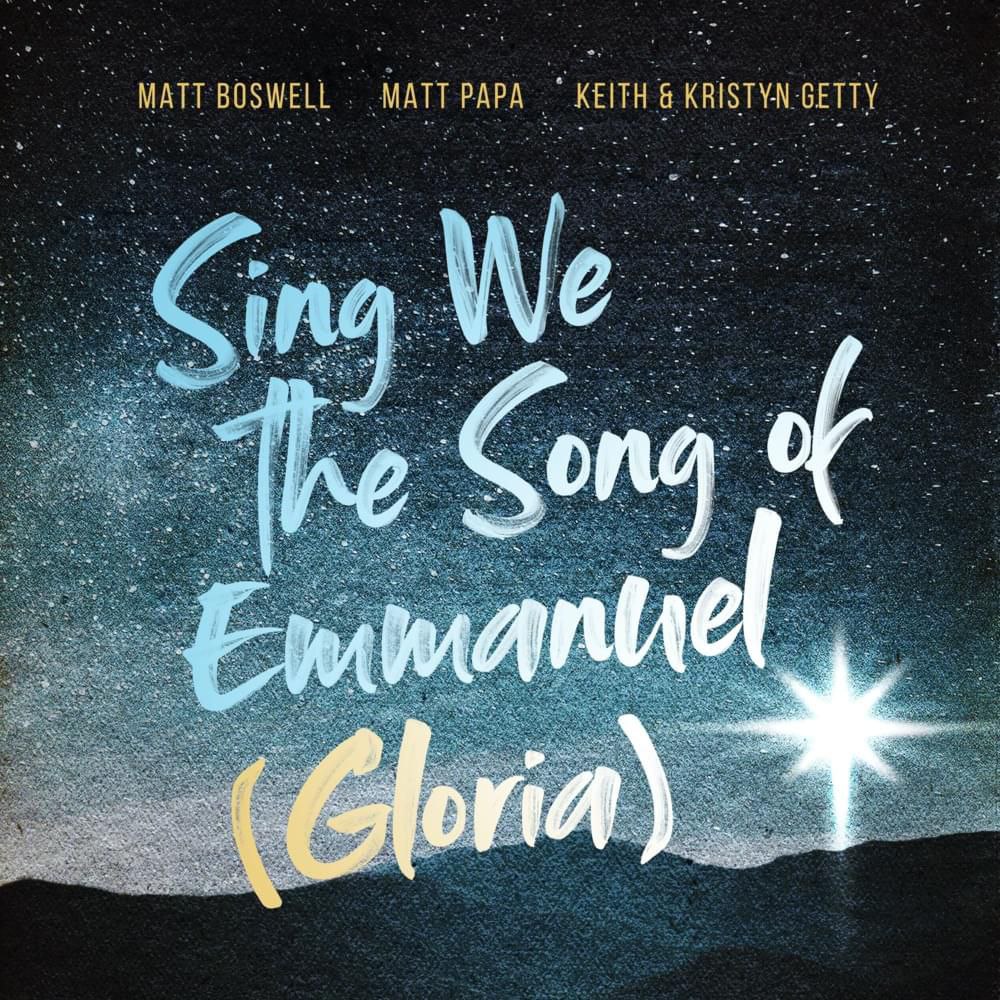 MATT BOSWELL MATT PAPA KEITH & KRISTYN GETTY
Sing We
the Song of
Emmanuel
(Gloria)